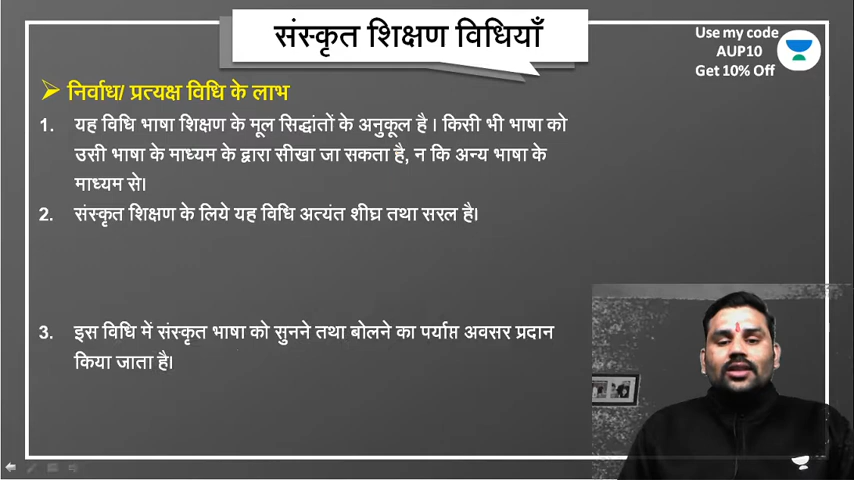 संस्कृत शिक्षण विधियाँ
Use my code
AUP10
Get 10% Off
निर्वाध/ प्रत्यक्ष विधि के लाभ
1. यह विधि भाषा शिक्षण के मूल सिद्धांतों के अनुकूल है। किसी भी भाषा को
उसी भाषा के माध्यम के द्वारा सीखा जा सकता है, न कि अन्य भाषा के
माध्यम से।
2. संस्कृत शिक्षण के लिये यह विधि अत्यंत शीघ्र तथा सरल है।
3. इस विधि में संस्कृत भाषा को सुनने तथा बोलने का पर्याप्त अवसर प्रदान
किया जाता है।